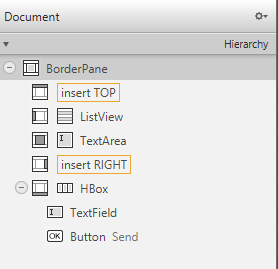 Document
Hierarchy
BorderPane
insert TOP
ListView
TextArea
insert RIGHT
HBox
TextField
OK Button Send